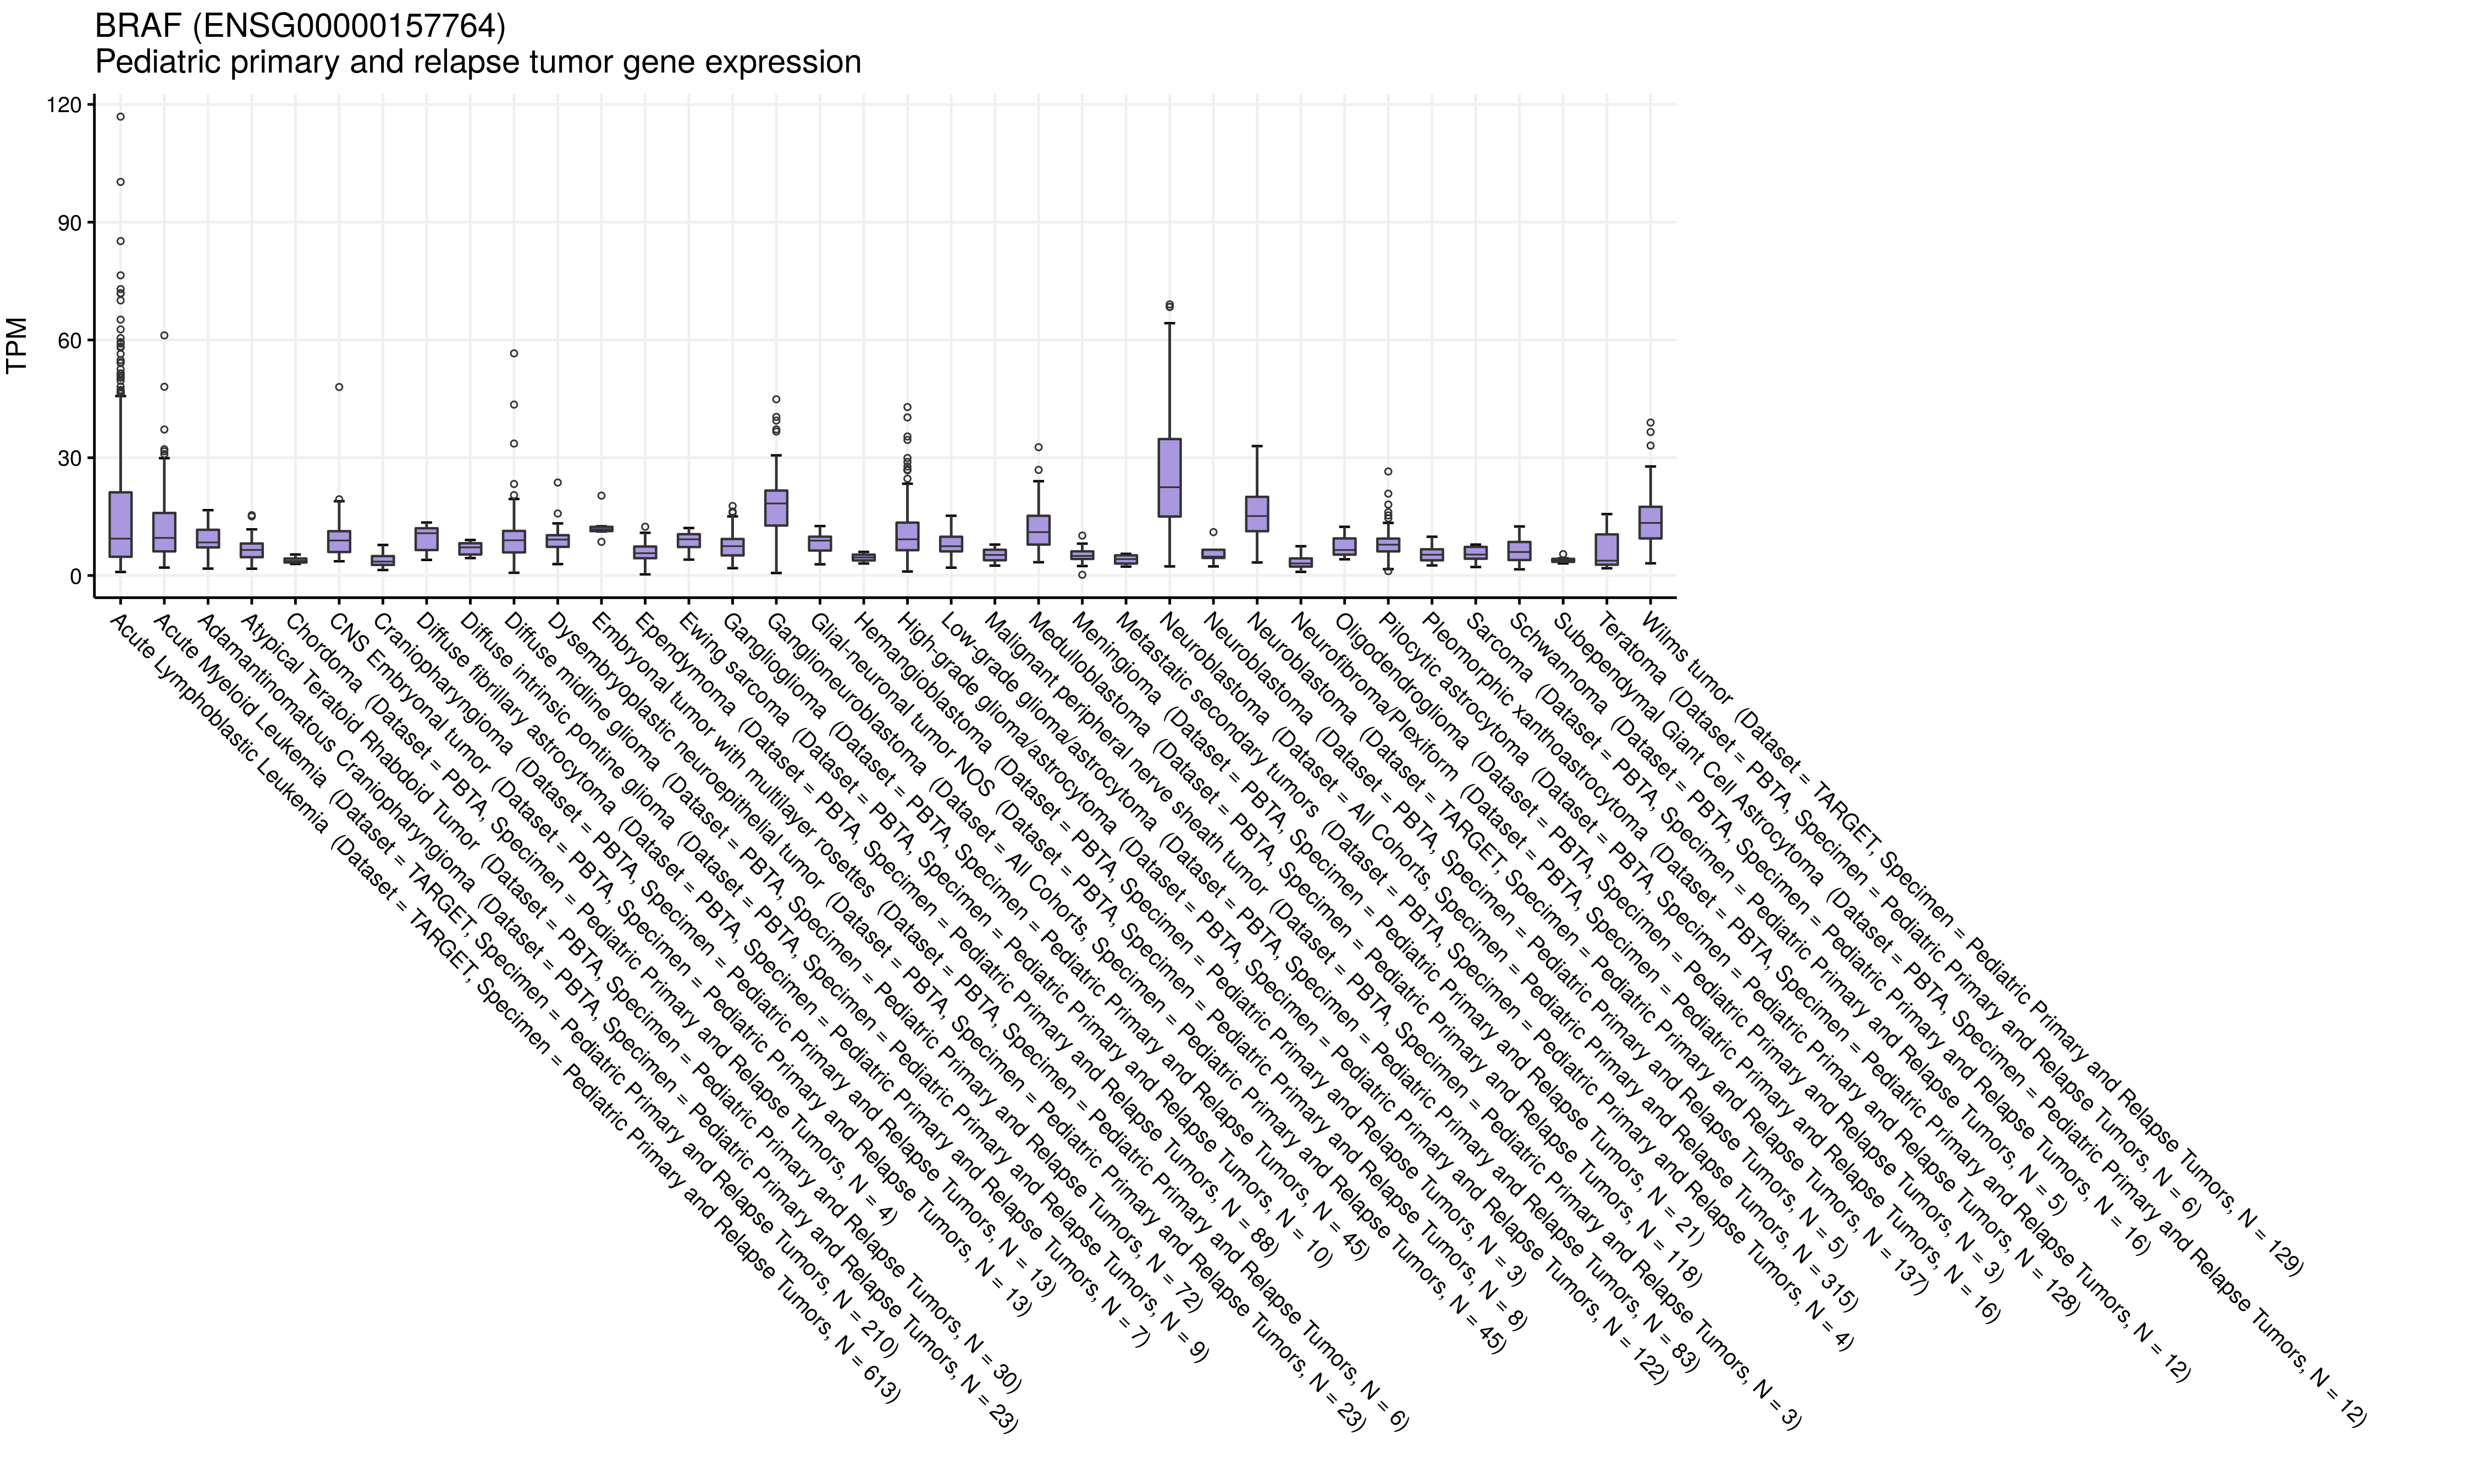 BRAF (ENSG00000157764)
Pediatric primary and relapse tumor gene expression
TPM
120
90
60
30
0
Acute Lymphoblastic Leukemia (Dataset = TARGET, Specimen = Pediatric Primary and Relapse Tumors, N = 613)
Acute Myeloid Leukemia (Dataset = TARGET, Specimen = Pediatric Primary and Relapse Tumors, N = 210)
Adamantinomatous Craniopharyngioma (Dataset = PBTA, Specimen = Pediatric Primary and Relapse Tumors, N = 23)
Atypical Teratoid Rhabdoid Tumor (Dataset = PBTA, Specimen = Pediatric Primary and Relapse Tumors, N = 30)
Chordoma (Dataset = PBTA, Specimen = Pediatric Primary and Relapse Tumors, N = 4)
CNS Embryonal tumor (Dataset = PBTA, Specimen = Pediatric Primary and Relapse Tumors, N = 13)
Craniopharyngioma (Dataset = PBTA, Specimen = Pediatric Primary and Relapse Tumors, N = 13)
Diffuse fibrillary astrocytoma (Dataset = PBTA, Specimen = Pediatric Primary and Relapse Tumors, N = 7)
Diffuse intrinsic pontine glioma (Dataset = PBTA, Specimen = Pediatric Primary and Relapse Tumors, N = 9)
Diffuse midline glioma (Dataset = PBTA, Specimen = Pediatric Primary and Relapse Tumors, N = 72)
Dysembryoplastic neuroepithelial tumor (Dataset = PBTA, Specimen = Pediatric Primary and Relapse Tumors, N = 23)
Embryonal tumor with multilayer rosettes (Dataset = PBTA, Specimen = Pediatric Primary and Relapse Tumors, N = 6)
Ependymoma (Dataset = PBTA, Specimen = Pediatric Primary and Relapse Tumors, N = 88)
Ewing sarcoma (Dataset = PBTA, Specimen = Pediatric Primary and Relapse Tumors, N = 10)
Ganglioglioma (Dataset = PBTA, Specimen = Pediatric Primary and Relapse Tumors, N = 45)
Ganglioneuroblastoma (Dataset = All Cohorts, Specimen = Pediatric Primary and Relapse Tumors, N = 45)
Glial-neuronal tumor NOS (Dataset = PBTA, Specimen = Pediatric Primary and Relapse Tumors, N = 8)
Hemangioblastoma (Dataset = PBTA, Specimen = Pediatric Primary and Relapse Tumors, N = 3)
High-grade glioma/astrocytoma (Dataset = PBTA, Specimen = Pediatric Primary and Relapse Tumors, N = 122)
Low-grade glioma/astrocytoma (Dataset = PBTA, Specimen = Pediatric Primary and Relapse Tumors, N = 83)
Malignant peripheral nerve sheath tumor (Dataset = PBTA, Specimen = Pediatric Primary and Relapse Tumors, N = 3)
Medulloblastoma (Dataset = PBTA, Specimen = Pediatric Primary and Relapse Tumors, N = 118)
Meningioma (Dataset = PBTA, Specimen = Pediatric Primary and Relapse Tumors, N = 21)
Metastatic secondary tumors (Dataset = PBTA, Specimen = Pediatric Primary and Relapse Tumors, N = 4)
Neuroblastoma (Dataset = All Cohorts, Specimen = Pediatric Primary and Relapse Tumors, N = 315)
Neuroblastoma (Dataset = PBTA, Specimen = Pediatric Primary and Relapse Tumors, N = 5)
Neuroblastoma (Dataset = TARGET, Specimen = Pediatric Primary and Relapse Tumors, N = 137)
Neurofibroma/Plexiform (Dataset = PBTA, Specimen = Pediatric Primary and Relapse Tumors, N = 16)
Oligodendroglioma (Dataset = PBTA, Specimen = Pediatric Primary and Relapse Tumors, N = 3)
Pilocytic astrocytoma (Dataset = PBTA, Specimen = Pediatric Primary and Relapse Tumors, N = 128)
Pleomorphic xanthoastrocytoma (Dataset = PBTA, Specimen = Pediatric Primary and Relapse Tumors, N = 12)
Sarcoma (Dataset = PBTA, Specimen = Pediatric Primary and Relapse Tumors, N = 5)
Schwannoma (Dataset = PBTA, Specimen = Pediatric Primary and Relapse Tumors, N = 16)
Subependymal Giant Cell Astrocytoma (Dataset = PBTA, Specimen = Pediatric Primary and Relapse Tumors, N = 12)
Teratoma (Dataset = PBTA, Specimen = Pediatric Primary and Relapse Tumors, N = 6)
Wilms tumor (Dataset = TARGET, Specimen = Pediatric Primary and Relapse Tumors, N = 129)